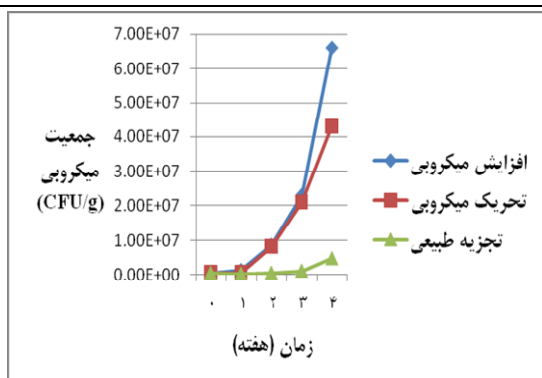 7.00E+07
6.00E+07
5.00E+07
4.00E+07
3.00E+07
2.00E+07
1.00E+07
0.00E+00
جمعیت
میکروبی
(CFU/g)
افزایش میکروبی
تحریک میکروبی
تجزیه طبیعی
۰ ۱ ۲ ۳ ۴
زمان (هفته)